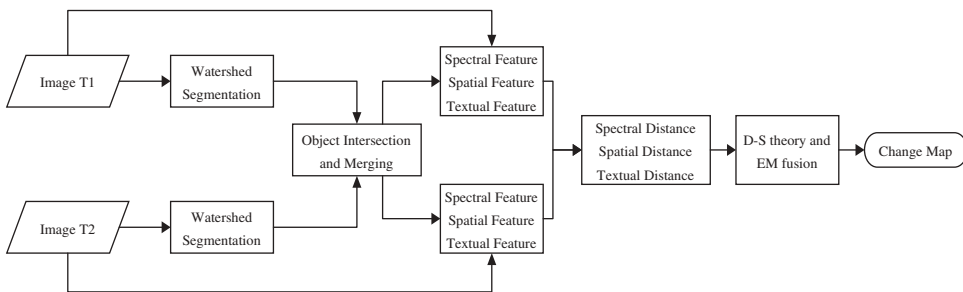 Image T1
Watershed
Segmentation
Spectral Feature
Spatial Feature
Textual Feature
Object Intersection
and Merging
Spectral Distance
Spatial Distance
Textual Distance
D-S theory and
EM fusion
Change Map
Image T2
Watershed
Segmentation
Spectral Feature
Spatial Feature
Textual Feature